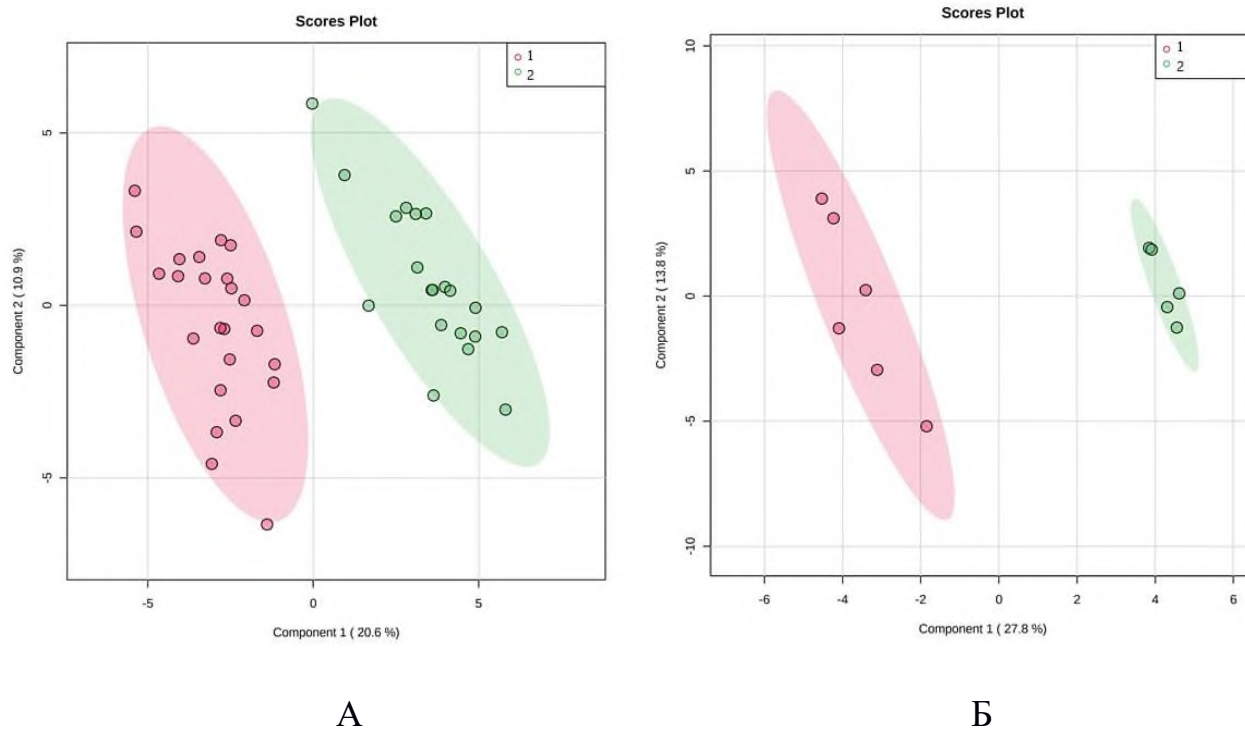 Scores Plot
1
2
5
0
-5
-5
0
5
Component 2 ( 10.9 %)
Component 1 ( 20.6 %)
А
Scores Plot
1
2
10
5
0
-5
-10
-6
-4
-2
0
2
4
6
Component 2 ( 13.8 %)
Component 1 ( 27.8 %)
Б